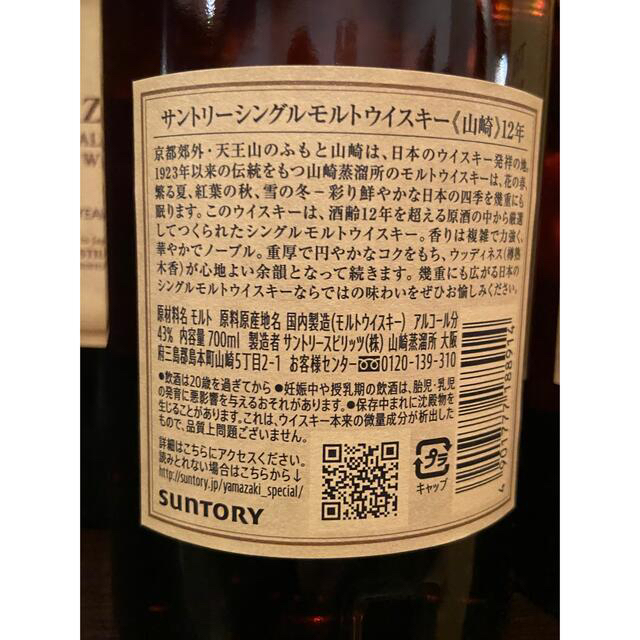 サントリーシングルモルトウイスキー《山崎》12年
京都郊外・天王山のふもと山崎は、日本のウイスキー発祥の地。
1923年以来の伝統をもつ山崎蒸溜所のモルトウイスキーは、花の春、
繁る夏、紅葉の秋、雪の冬－彩り鮮やかな日本の四季を幾重にも
眠ります。このウイスキーは、酒齢12年を超える原酒の中から厳選
してつくられたシングルモルトウイスキー。香りは複雑で力強く、
華やかでノーブル。重厚で円やかなコクをもち、ウッディネス(樽熟
木香)が心地よい余韻となって続きます。幾重にも広がる日本の
シングルモルトウイスキーならではの味わいをぜひお愉しみください。
原材料名 モルト 原料原産地名 国内製造(モルトウイスキー) アルコール分
43% 内容量 700ml 製造者 サントリースピリッツ(株) 山崎蒸溜所 大阪
府三島郡島本町山崎5丁目2-1 お客様センター 0120-139-310
●飲酒は20歳を過ぎてから ●妊娠中や授乳期の飲酒は、胎児・乳児
の発育に悪影響を与えるおそれがあります。●保存中まれに沈殿物を
生じることがあります。これは、ウイスキー本来の微量成分が析出した
もので、品質上問題ございません。
詳細はこちらにアクセスください。
読みとれない場合はこちらから↓
http://suntory.jp/yamazaki_special/
SUNTORY
プラ
キャップ
4 901777 188914